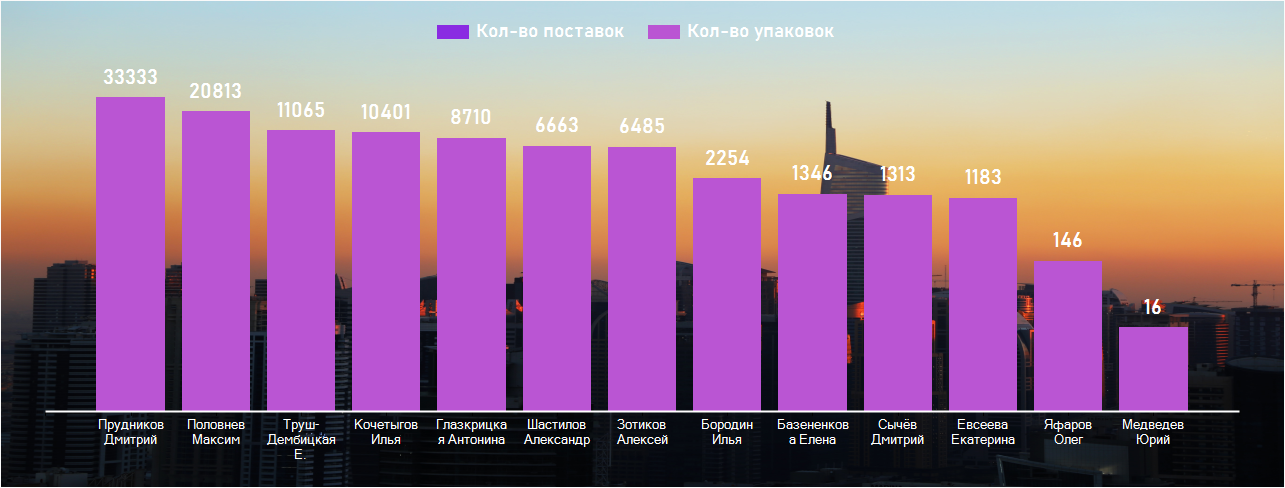 Кол-во поставок Кол-во упаковок
33333
20813
11065
10401
8710
6663
6485
2254
1346
1313
1183
146
16
Прудников
Дмитрий
Половнев
Максим
Труш-
Дембицкая
Е.
Кочетыгов
Илья
Глазкрицка
я Антонина
Шастилов
Александр
Зотиков
Алексей
Бородин
Илья
Базененков
а Елена
Сычёв
Дмитрий
Евсеева
Екатерина
Яфаров
Олег
Медведев
Юрий